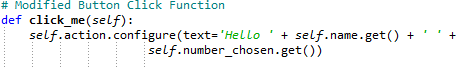 # Modified Button Click Function
def click_me(self):
    self.action.configure(text='Hello ' + self.name.get() + ' ' +
                        self.number_chosen.get())